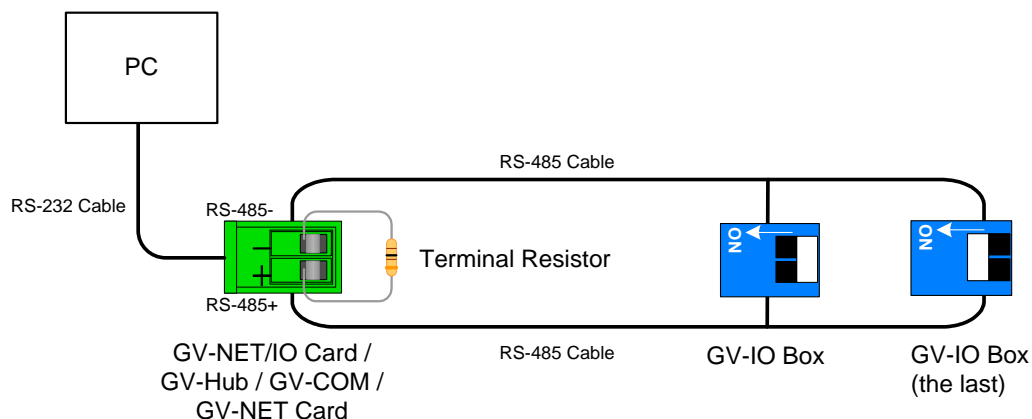 PC
RS-485 Cable
RS-232 Cable
RS-485-
ON
ON
−
+
Terminal Resistor
RS-485+
GV-NET/IO Card /
GV-Hub / GV-COM /
GV-NET Card
RS-485 Cable
GV-IO Box
GV-IO Box
(the last)